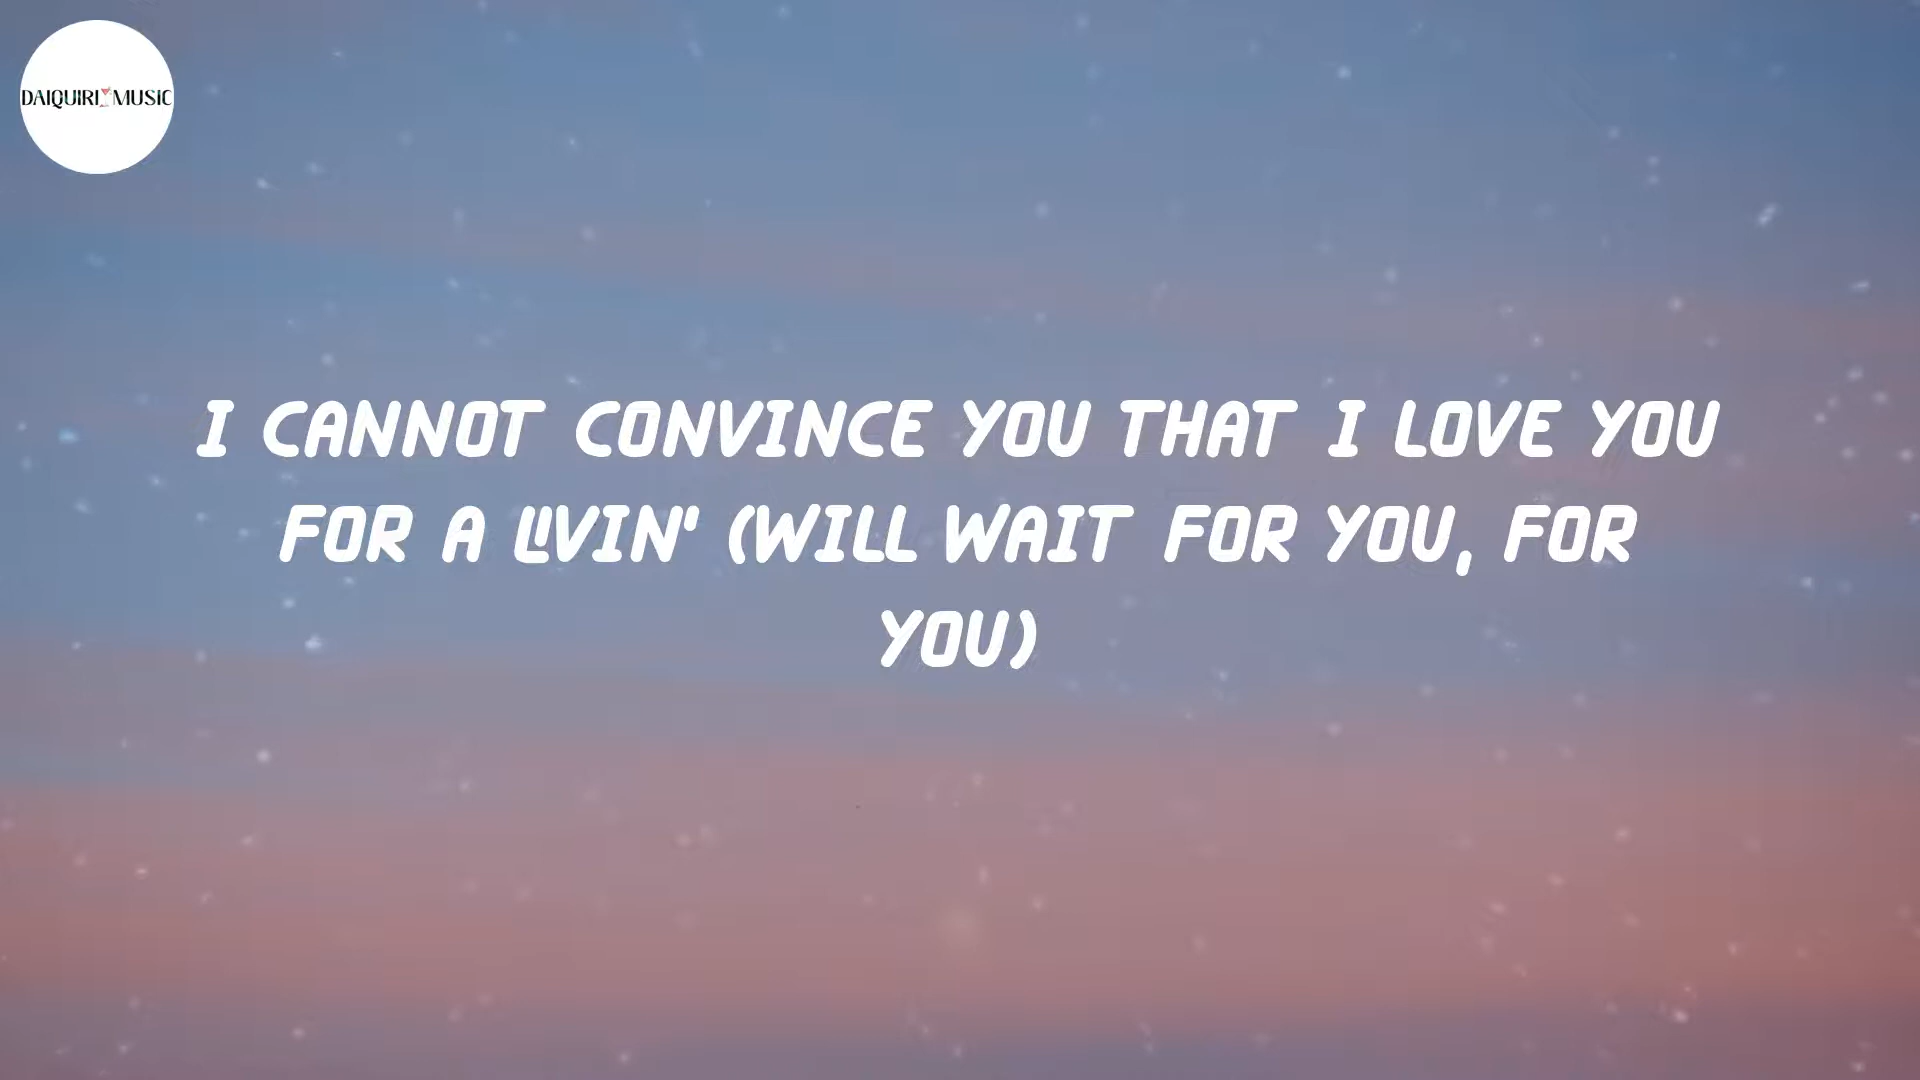 DAIQUIRI MUSIC
I CANNOT CONVINCE YOU THAT I LOVE YOU
FOR A LIVIN' (WILL WAIT FOR YOU, FOR
YOU)